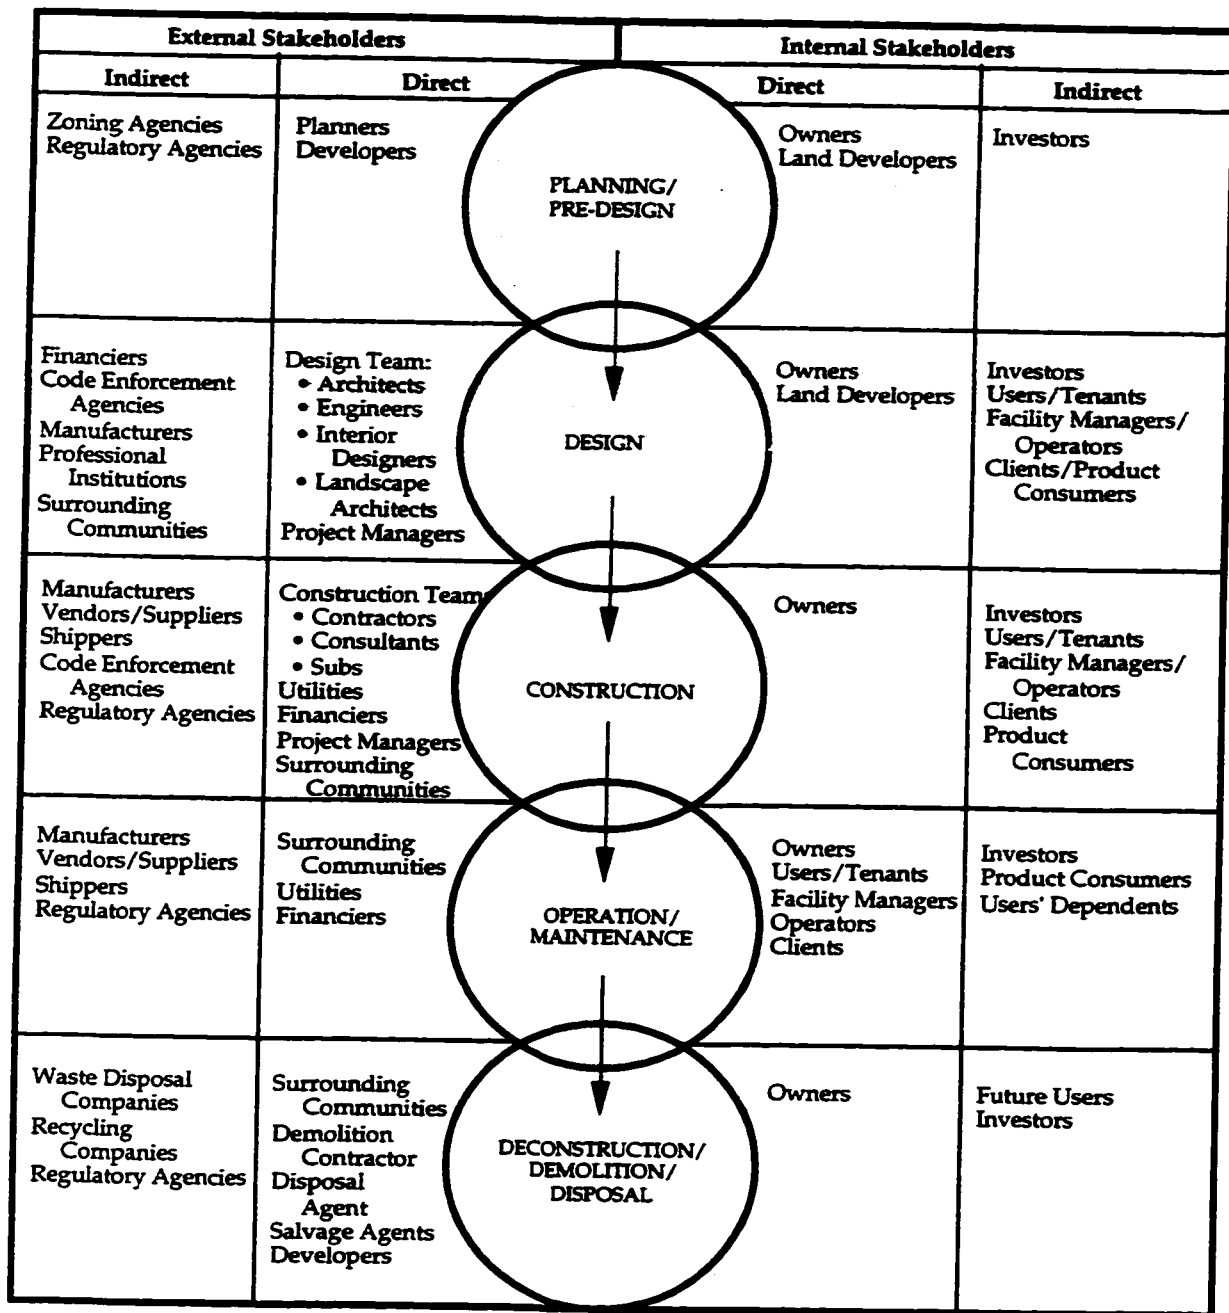 External Stakeholders
Internal Stakeholders
Indirect
Direct
Direct
Indirect
Zoning Agencies
Regulatory Agencies
Planners
Developers
PLANNING/
PRE-DESIGN
Owners
Land Developers
Investors
Financiers
Code Enforcement
Agencies
Manufacturers
Professional
Institutions
Surrounding
Communities
Design Team:
• Architects
• Engineers
• Interior
Designers
• Landscape
Architects
Project Managers
DESIGN
Owners
Land Developers
Investors
Users/Tenants
Facility Managers/
Operators
Clients/Product
Consumers
Manufacturers
Vendors/Suppliers
Shippers
Code Enforcement
Agencies
Regulatory Agencies
Construction Team:
• Contractors
• Consultants
• Subs
Utilities
Financiers
Project Managers
Surrounding
Communities
CONSTRUCTION
Owners
Investors
Users/Tenants
Facility Managers/
Operators
Clients
Product
Consumers
Manufacturers
Vendors/Suppliers
Shippers
Regulatory Agencies
Surrounding
Communities
Utilities
Financiers
OPERATION/
MAINTENANCE
Owners
Users/Tenants
Facility Managers
Operators
Clients
Investors
Product Consumers
Users' Dependents
Waste Disposal
Companies
Recycling
Companies
Regulatory Agencies
Surrounding
Communities
Demolition
Contractor
Disposal
Agent
Salvage Agents
Developers
DECONSTRUCTION/
DEMOLITION/
DISPOSAL
Owners
Future Users
Investors